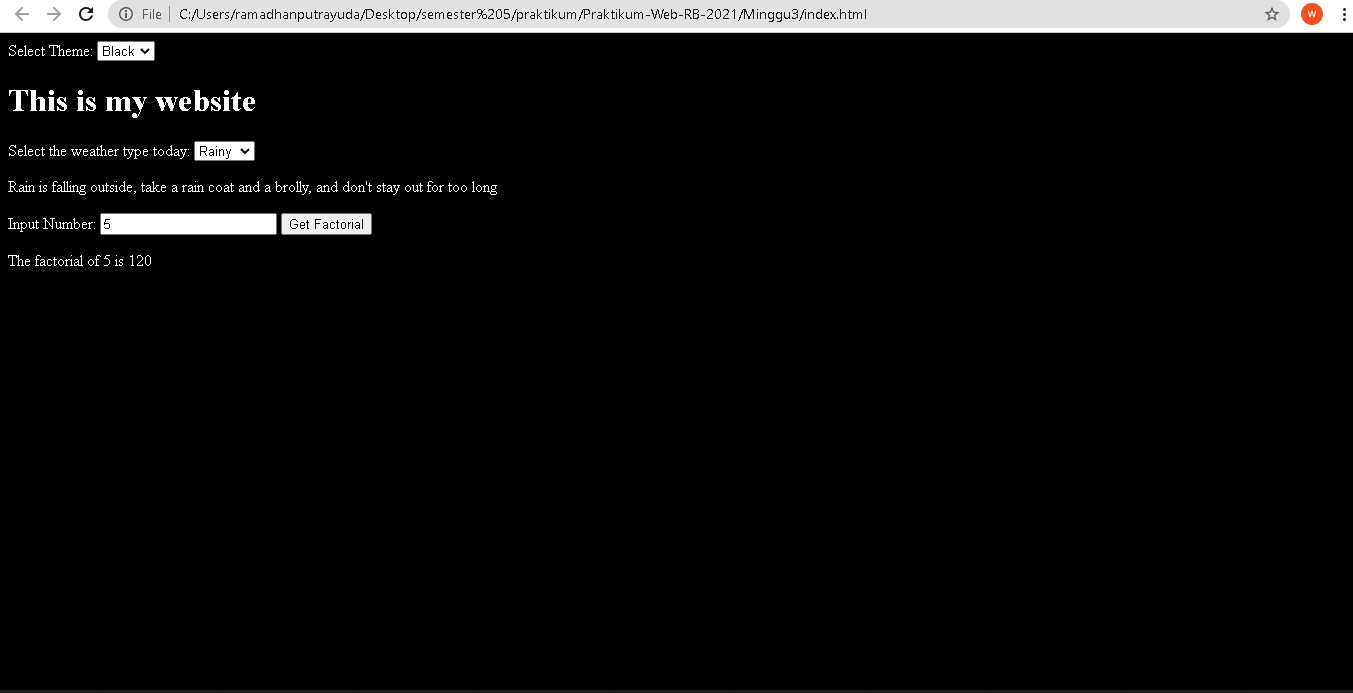 File C:/Users/ramadhanputrayuda/Desktop/semester%205/praktikum/Praktikum-Web-RB-2021/Minggu3/index.html W
Select Theme: Black
This is my website
Select the weather type today: Rainy
Rain is falling outside, take a rain coat and a brolly, and don't stay out for too long
Input Number: 5 Get Factorial
The factorial of 5 is 120